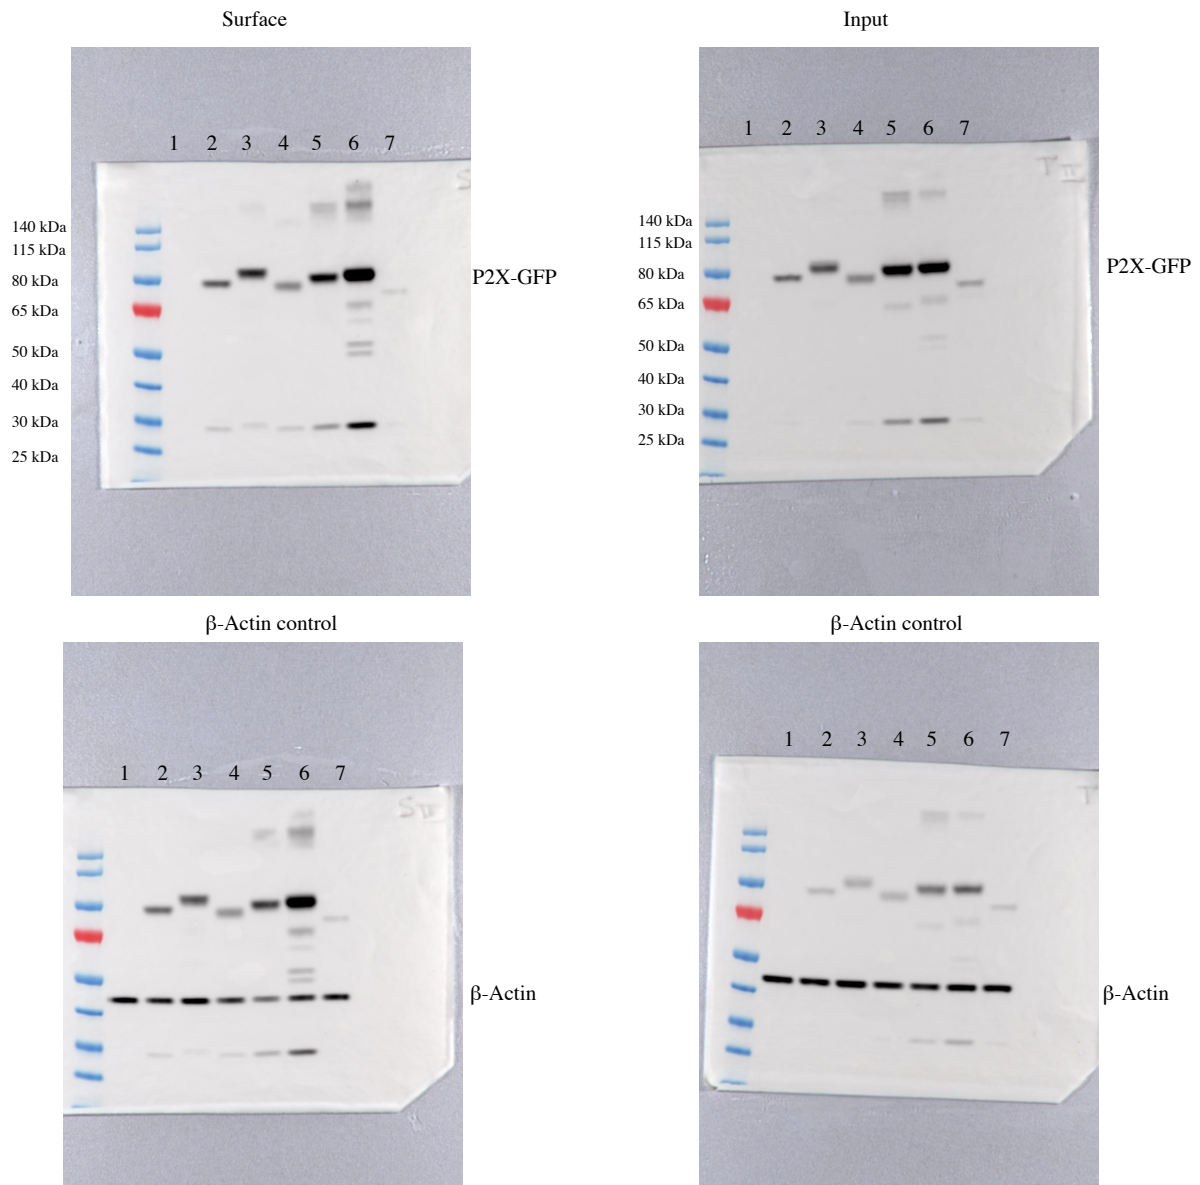 Surface
Input
1 2 3 4 5 6 7
140 kDa
115 kDa
80 kDa
65 kDa
50 kDa
40 kDa
30 kDa
25 kDa
P2X-GFP
1 2 3 4 5 6 7
T II
140 kDa
115 kDa
80 kDa
65 kDa
50 kDa
40 kDa
30 kDa
25 kDa
P2X-GFP
β-Actin control
β-Actin control
1 2 3 4 5 6 7
S II
β-Actin
1 2 3 4 5 6 7
T
β-Actin